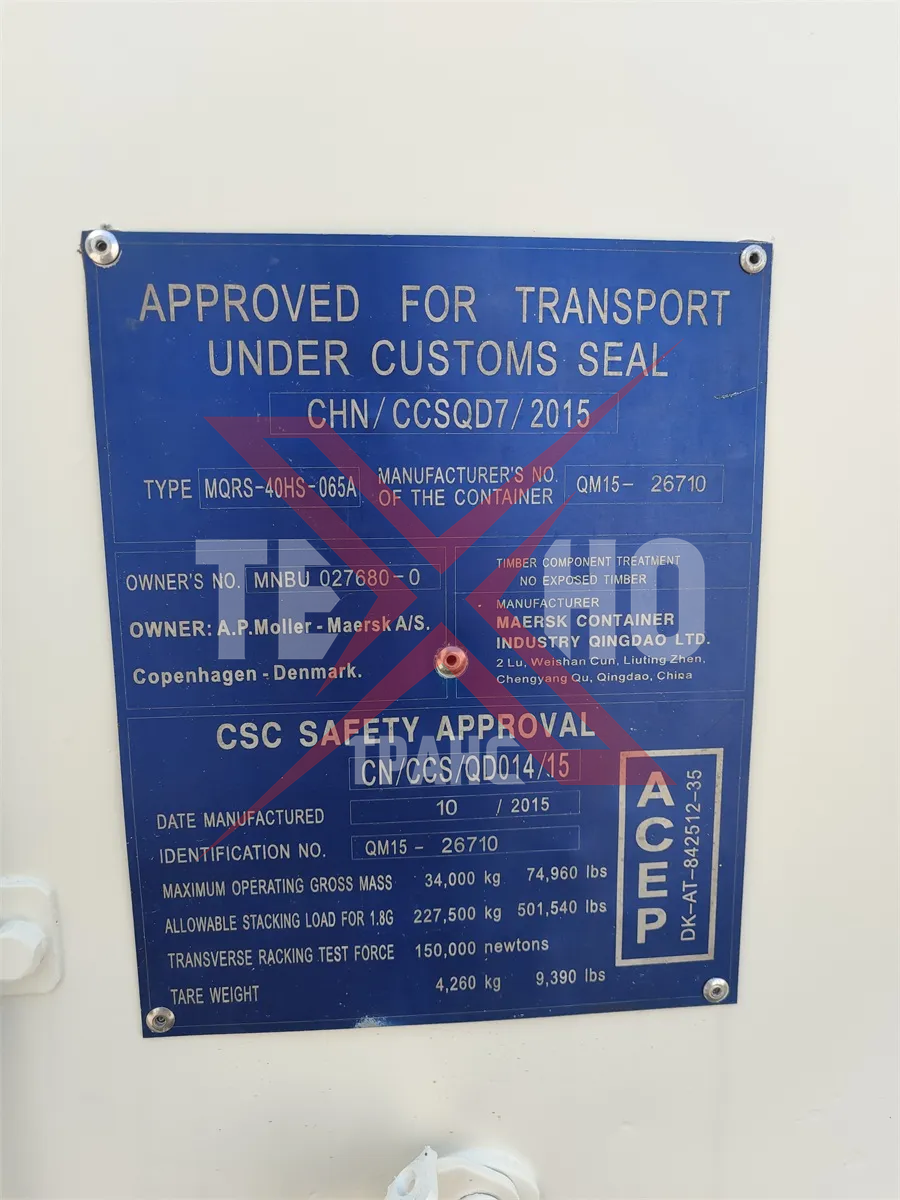 APPROVED FOR TRANSPORT
UNDER CUSTOMS SEAL
CHN/CCSQD7/2015
TYPE MQRS-40HS-065A
MANUFACTURER'S NO.
OF THE CONTAINER QM15- 26710
OWNER'S NO. MNBU 027680-0
OWNER: A.P.Moller - Maersk A/S.
Copenhagen - Denmark.
TIMBER COMPONENT TREATMENT
NO EXPOSED TIMBER
MANUFACTURER
MAERSK CONTAINER
INDUSTRY QINGDAO LTD.
2 Lu, Weishan Cun, Liuting Zhen,
Chengyang Qu, Qingdao, China
ТЕХНО
ТРАНС
CSC SAFETY APPROVAL
CN/CCS/QD014/15
DATE MANUFACTURED 10 / 2015
IDENTIFICATION NO. QM15- 26710
MAXIMUM OPERATING GROSS MASS 34,000 kg 74,960 lbs
ALLOWABLE STACKING LOAD FOR 1.8G 227,500 kg 501,540 lbs
TRANSVERSE RACKING TEST FORCE 150,000 newtons
TARE WEIGHT 4,260 kg 9,390 lbs
ACEP
DK-AT-842512-35